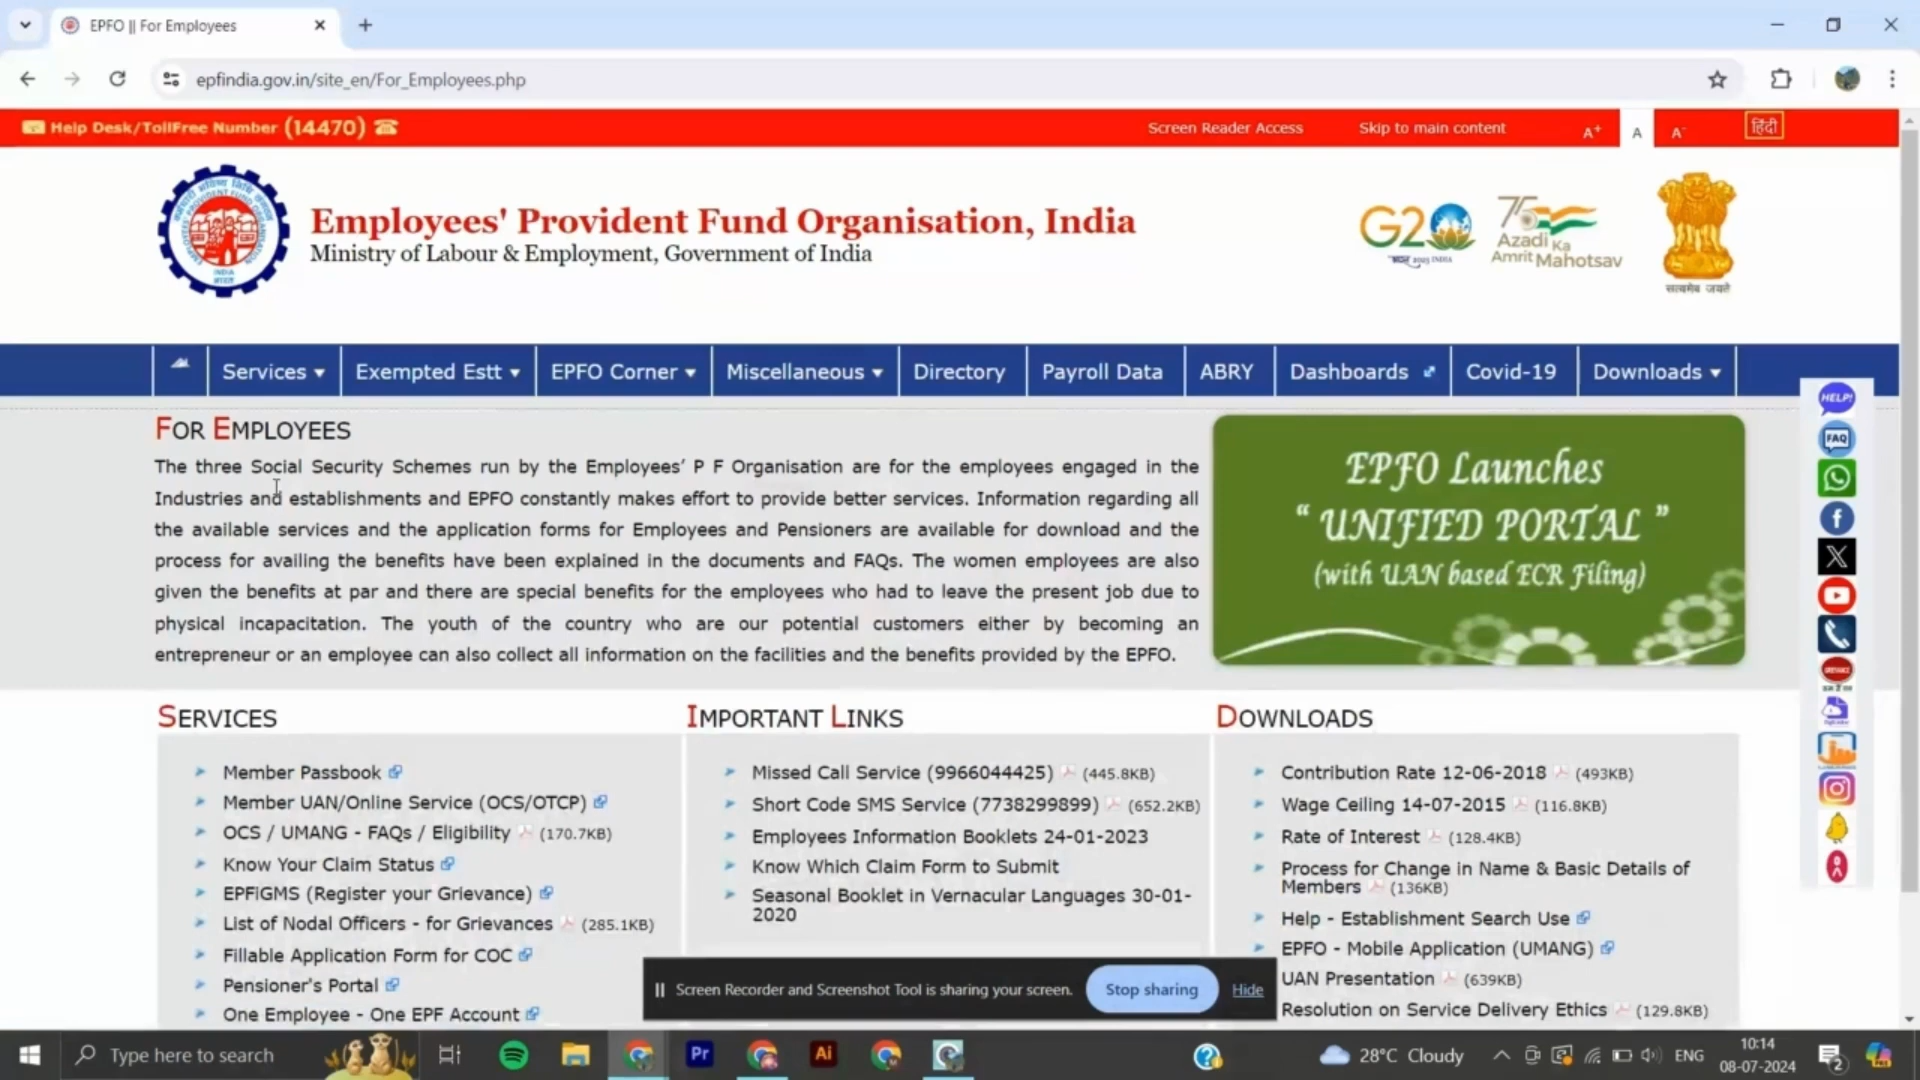 EPFO || For Employees
epfindia.gov.in/site_en/For_Employees.php
Help Desk/TollFree Number (14470)
Screen Reader Access
Skip to main content
A+
A
A-
हिंदी
Employees' Provident Fund Organisation, India
Ministry of Labour & Employment, Government of India
INDIA
भारत
G20
75
Azadi Ka
Amrit Mahotsav
सत्यमेव जयते
Services
Exempted Estt
EPFO Corner
Miscellaneous
Directory
Payroll Data
ABRY
Dashboards
Covid-19
Downloads
FOR EMPLOYEES
The three Social Security Schemes run by the Employees’ P F Organisation are for the employees engaged in the
Industries and establishments and EPFO constantly makes effort to provide better services. Information regarding all
the available services and the application forms for Employees and Pensioners are available for download and the
process for availing the benefits have been explained in the documents and FAQs. The women employees are also
given the benefits at par and there are special benefits for the employees who had to leave the present job due to
physical incapacitation. The youth of the country who are our potential customers either by becoming an
entrepreneur or an employee can also collect all information on the facilities and the benefits provided by the EPFO.
EPFO Launches
“ UNIFIED PORTAL ”
(with UAN based ECR Filing)
HELP!
FAQ
SERVICES
Member Passbook
Member UAN/Online Service (OCS/OTCP)
OCS / UMANG - FAQs / Eligibility (170.7KB)
Know Your Claim Status
EPFiGMS (Register your Grievance)
List of Nodal Officers - for Grievances (285.1KB)
Fillable Application Form for COC
Pensioner's Portal
One Employee - One EPF Account
IMPORTANT LINKS
Missed Call Service (9966044425) (445.8KB)
Short Code SMS Service (7738299899) (652.2KB)
Employees Information Booklets 24-01-2023
Know Which Claim Form to Submit
Seasonal Booklet in Vernacular Languages 30-01-
2020
DOWNLOADS
Contribution Rate 12-06-2018 (493KB)
Wage Ceiling 14-07-2015 (116.8KB)
Rate of Interest (128.4KB)
Process for Change in Name & Basic Details of
Members (136KB)
Help - Establishment Search Use
EPFO - Mobile Application (UMANG)
UAN Presentation (639KB)
Resolution on Service Delivery Ethics (129.8KB)
Screen Recorder and Screenshot Tool is sharing your screen.
Stop sharing
Hide
Type here to search
Pr
Ai
28°C Cloudy
ENG
10:14
08-07-2024
2